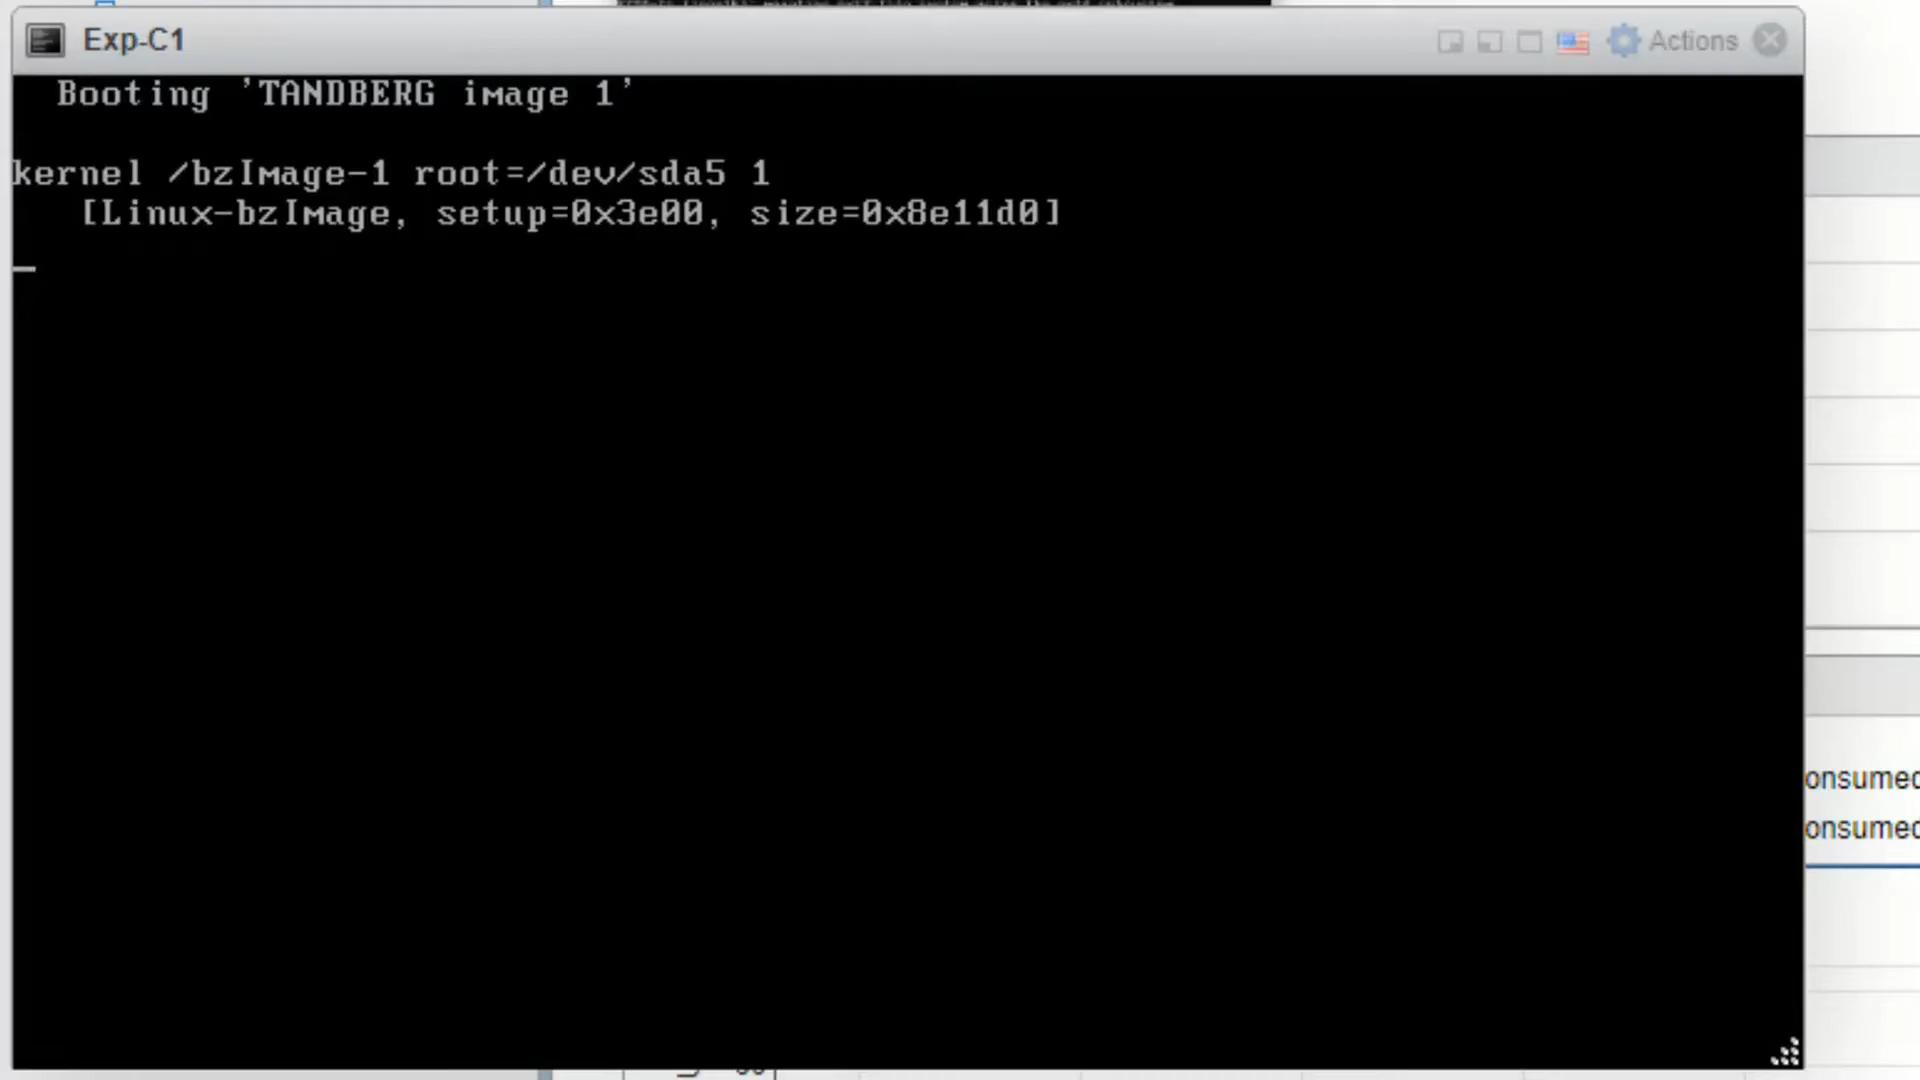 Exp-C1
Actions
Booting 'TANDBERG image 1'
kernel /bzImage-1 root=/dev/sda5 1
[Linux-bzImage, setup=0x3e00, size=0x8e11d0]
onsumed
onsumed